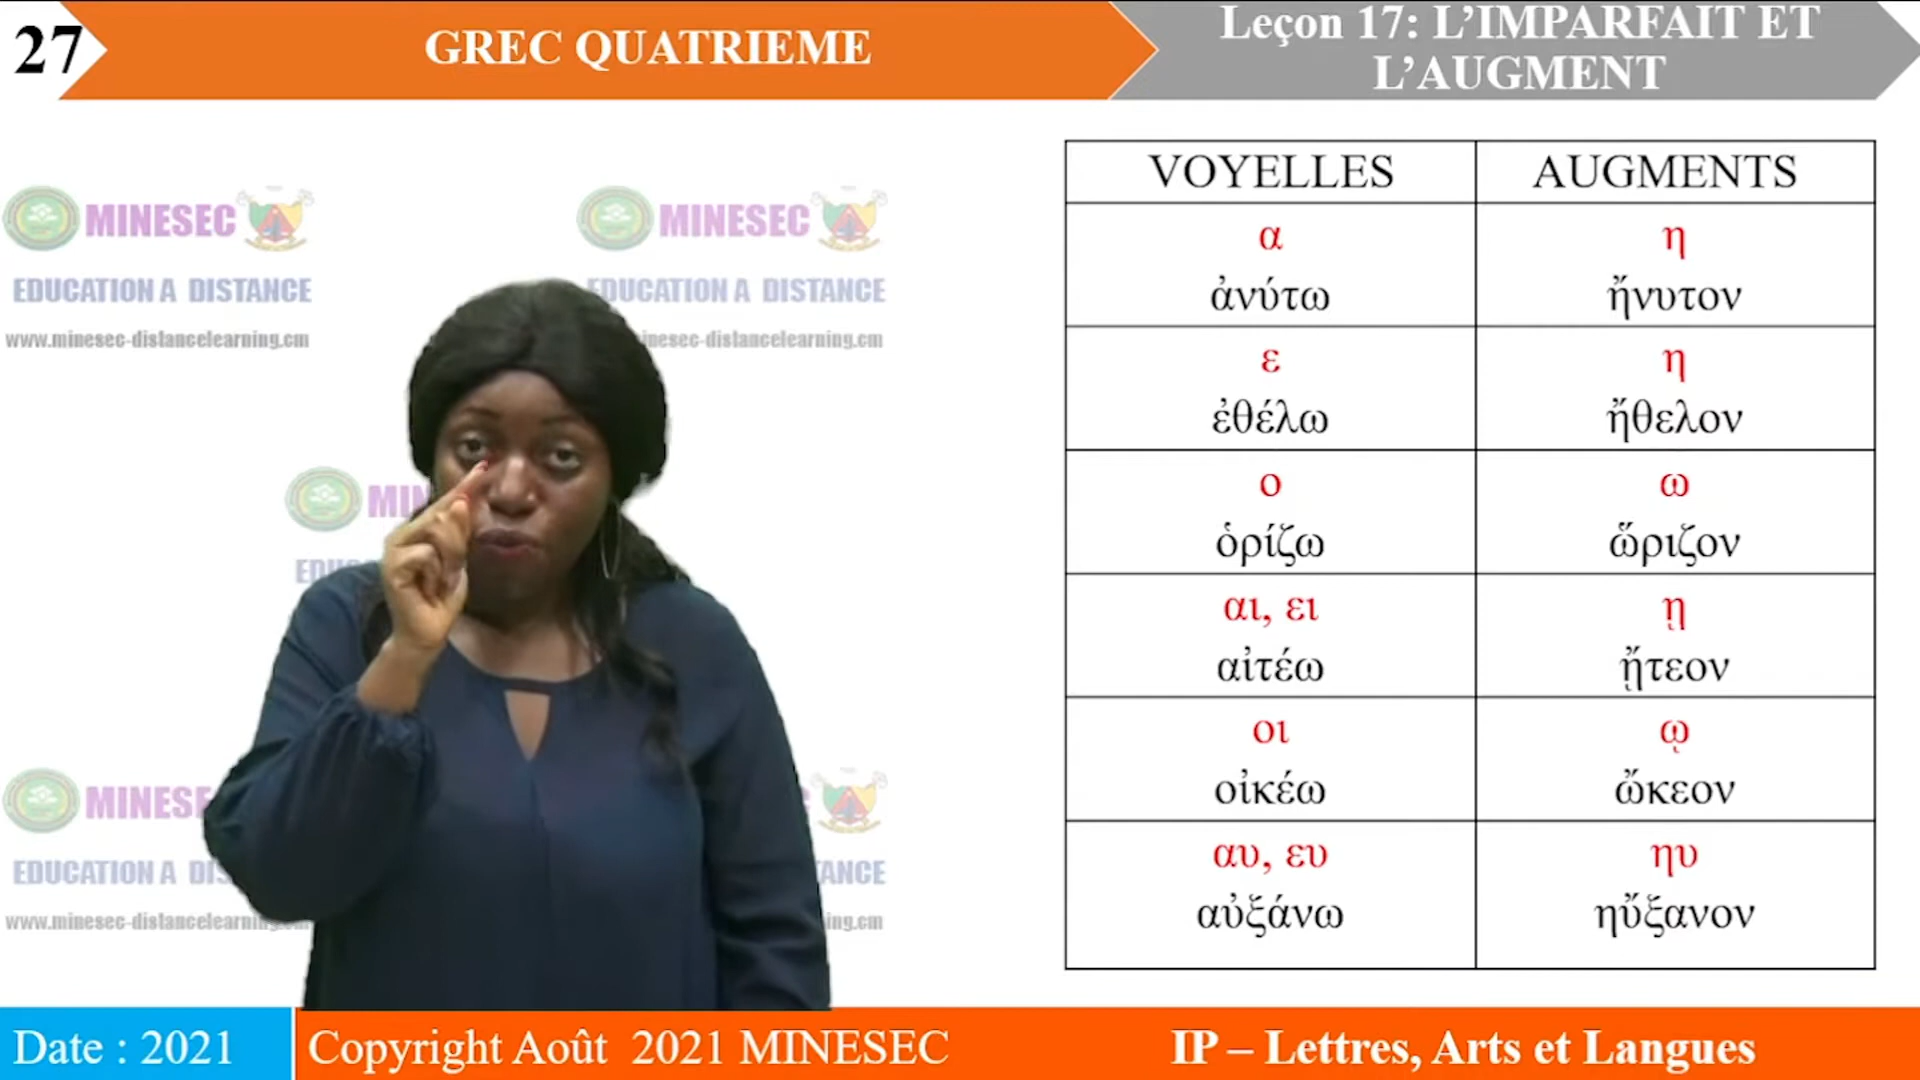 27
GREC QUATRIEME
Leçon 17: L’IMPARFAIT ET
L’AUGMENT
MINESEC
EDUCATION A DISTANCE
www.minesec-distancelearning.cm
MINESEC
EDUCATION A DISTANCE
VOYELLES AUGMENTS
α η
ἀνύτω ἤνυτον
ε η
ἐθέλω ἤθελον
ο ω
ὁρίζω ὥριζον
αι, ει ῃ
αἰτέω ᾔτεον
οι ῳ
οἰκέω ὤκεον
αυ, ευ ηυ
αὐξάνω ηὔξανον
Date : 2021
Copyright Août 2021 MINESEC
IP – Lettres, Arts et Langues